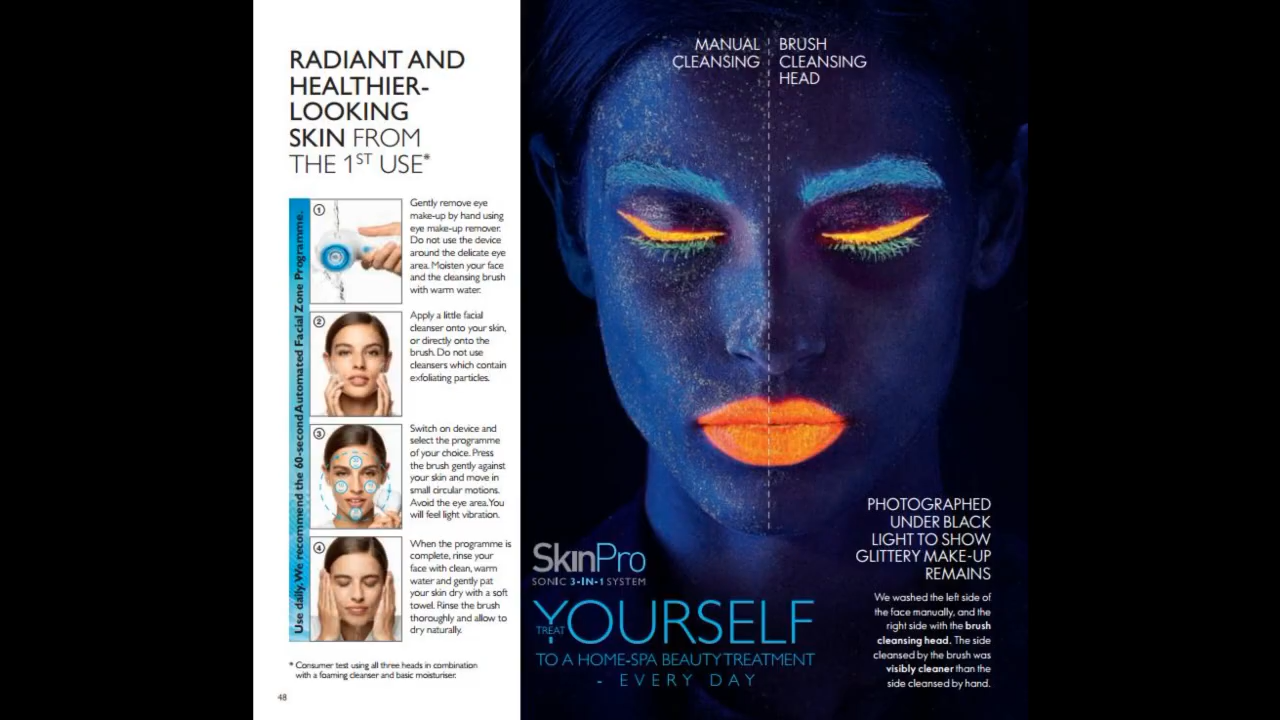 RADIANT AND
HEALTHIER-
LOOKING
SKIN FROM
THE 1ST USE*
Use daily. We recommend the 60-second Automated Facial Zone Programme.
1
Gently remove eye
make-up by hand using
eye make-up remover.
Do not use the device
around the delicate eye
area. Moisten your face
and the cleansing brush
with warm water.
2
Apply a little facial
cleanser onto your skin,
or directly onto the
brush. Do not use
cleansers which contain
exfoliating particles.
3
Switch on device and
select the programme
of your choice. Press
the brush gently against
your skin and move in
small circular motions.
Avoid the eye area. You
will feel light vibration.
4
When the programme is
complete, rinse your
face with clean, warm
water and gently pat
your skin dry with a soft
towel. Rinse the brush
thoroughly and allow to
dry naturally.
* Consumer test using all three heads in combination
with a foaming cleanser and basic moisturiser.
48
MANUAL
CLEANSING
BRUSH
CLEANSING
HEAD
PHOTOGRAPHED
UNDER BLACK
LIGHT TO SHOW
GLITTERY MAKE-UP
REMAINS
We washed the left side of
the face manually, and the
right side with the brush
cleansing head. The side
cleansed by the brush was
visibly cleaner than the
side cleansed by hand.
SkinPro
SONIC 3-IN-1 SYSTEM
TREAT YOURSELF
TO A HOME-SPA BEAUTY TREATMENT
- EVERY DAY